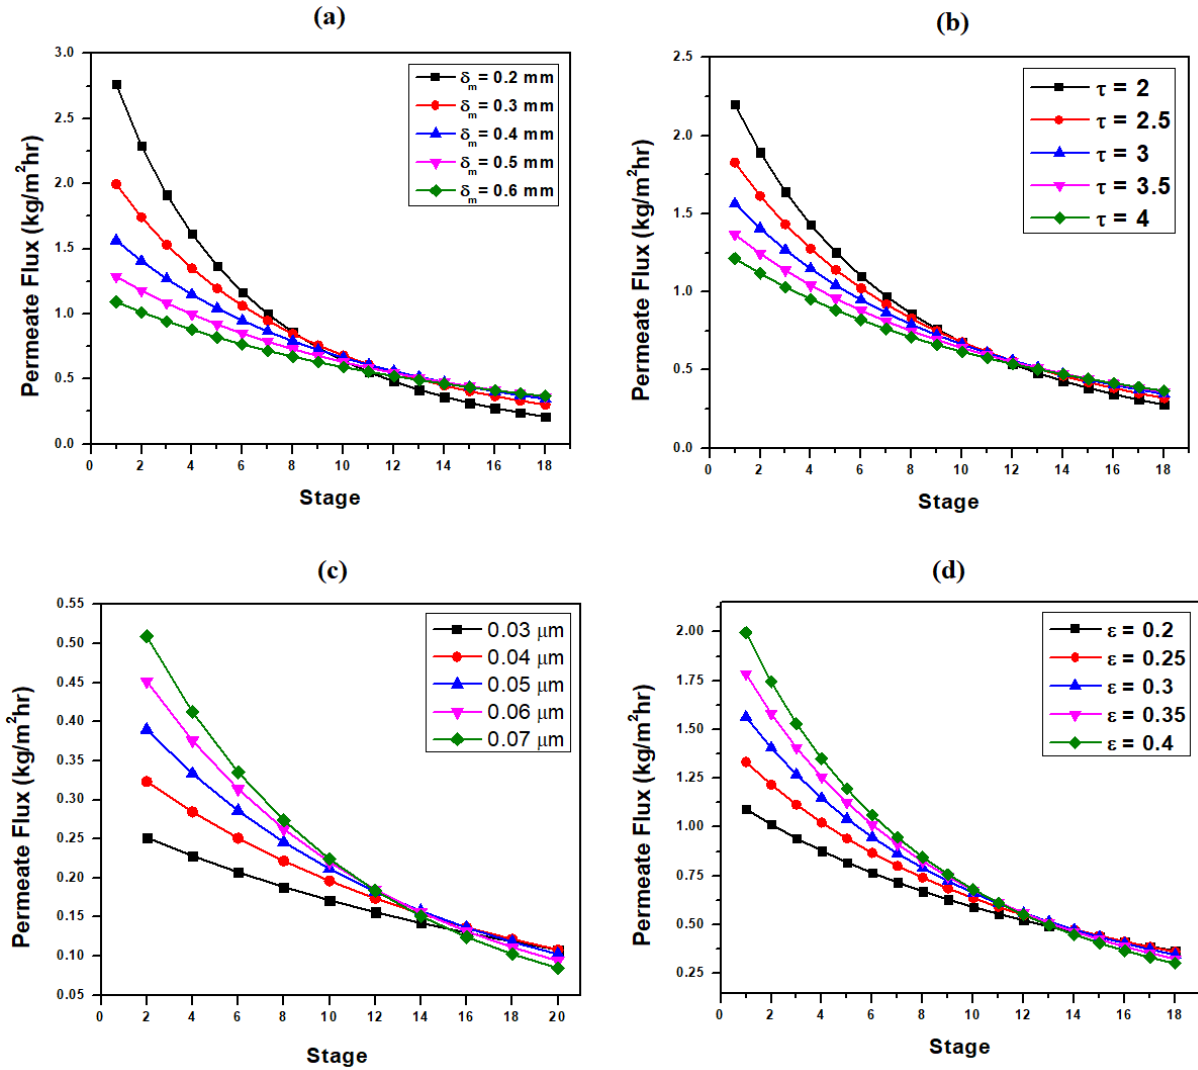 (a)
3.0
2.5
2.0
1.5
1.0
0.5
0.0
Permeate Flux (kg/m²hr)
δm = 0.2 mm
δm = 0.3 mm
δm = 0.4 mm
δm = 0.5 mm
δm = 0.6 mm
0 2 4 6 8 10 12 14 16 18
Stage
(b)
2.5
2.0
1.5
1.0
0.5
0.0
Permeate Flux (kg/m²hr)
τ = 2
τ = 2.5
τ = 3
τ = 3.5
τ = 4
0 2 4 6 8 10 12 14 16 18
Stage
(c)
0.55
0.50
0.45
0.40
0.35
0.30
0.25
0.20
0.15
0.10
0.05
Permeate Flux (kg/m²hr)
0.03 μm
0.04 μm
0.05 μm
0.06 μm
0.07 μm
0 2 4 6 8 10 12 14 16 18 20
Stage
(d)
2.00
1.75
1.50
1.25
1.00
0.75
0.50
0.25
Permeate Flux (kg/m²hr)
ε = 0.2
ε = 0.25
ε = 0.3
ε = 0.35
ε = 0.4
0 2 4 6 8 10 12 14 16 18
Stage